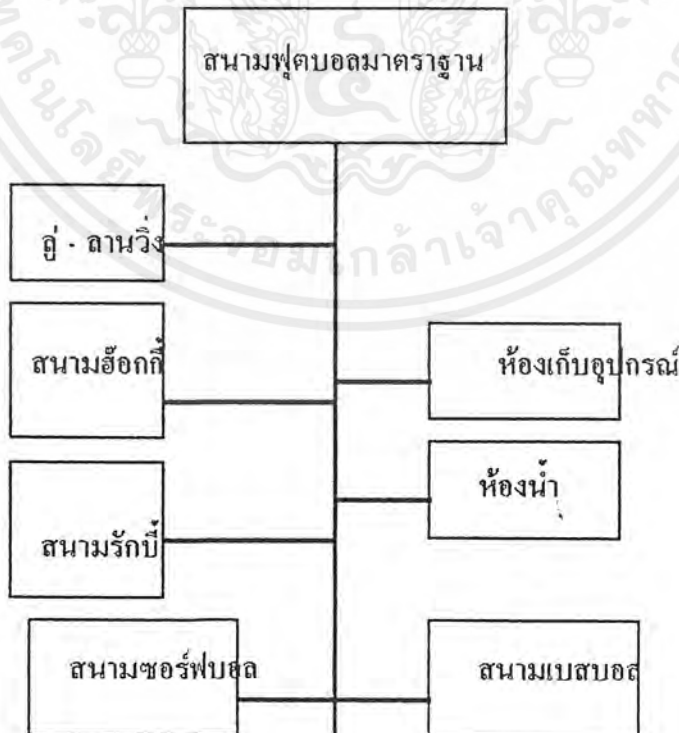 สนามฟุตบอลมาตราฐาน
ลู่ - ลานวิ่ง
สนามฮ๊อกกี้
ห้องเก็บอุปกรณ์
ห้องน้ำ
สนามรักบี้
สนามซอร์ฟบอล
สนามเบสบอล